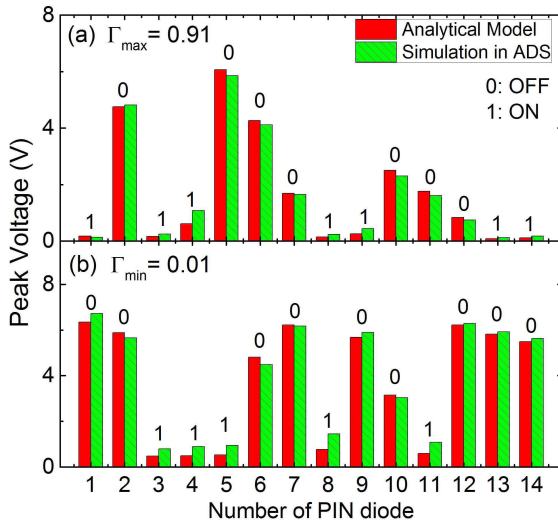 (a) Γmax= 0.91
Analytical Model
Simulation in ADS
0: OFF
1: ON
8
4
0
1 0 1 1 0 0 0 1 1 0 0 0 1 1
Peak Voltage (V)
(b) Γmin= 0.01
8
4
0
0 0 1 1 1 0 0 1 0 0 1 0 0 0
1 2 3 4 5 6 7 8 9 10 11 12 13 14
Number of PIN diode